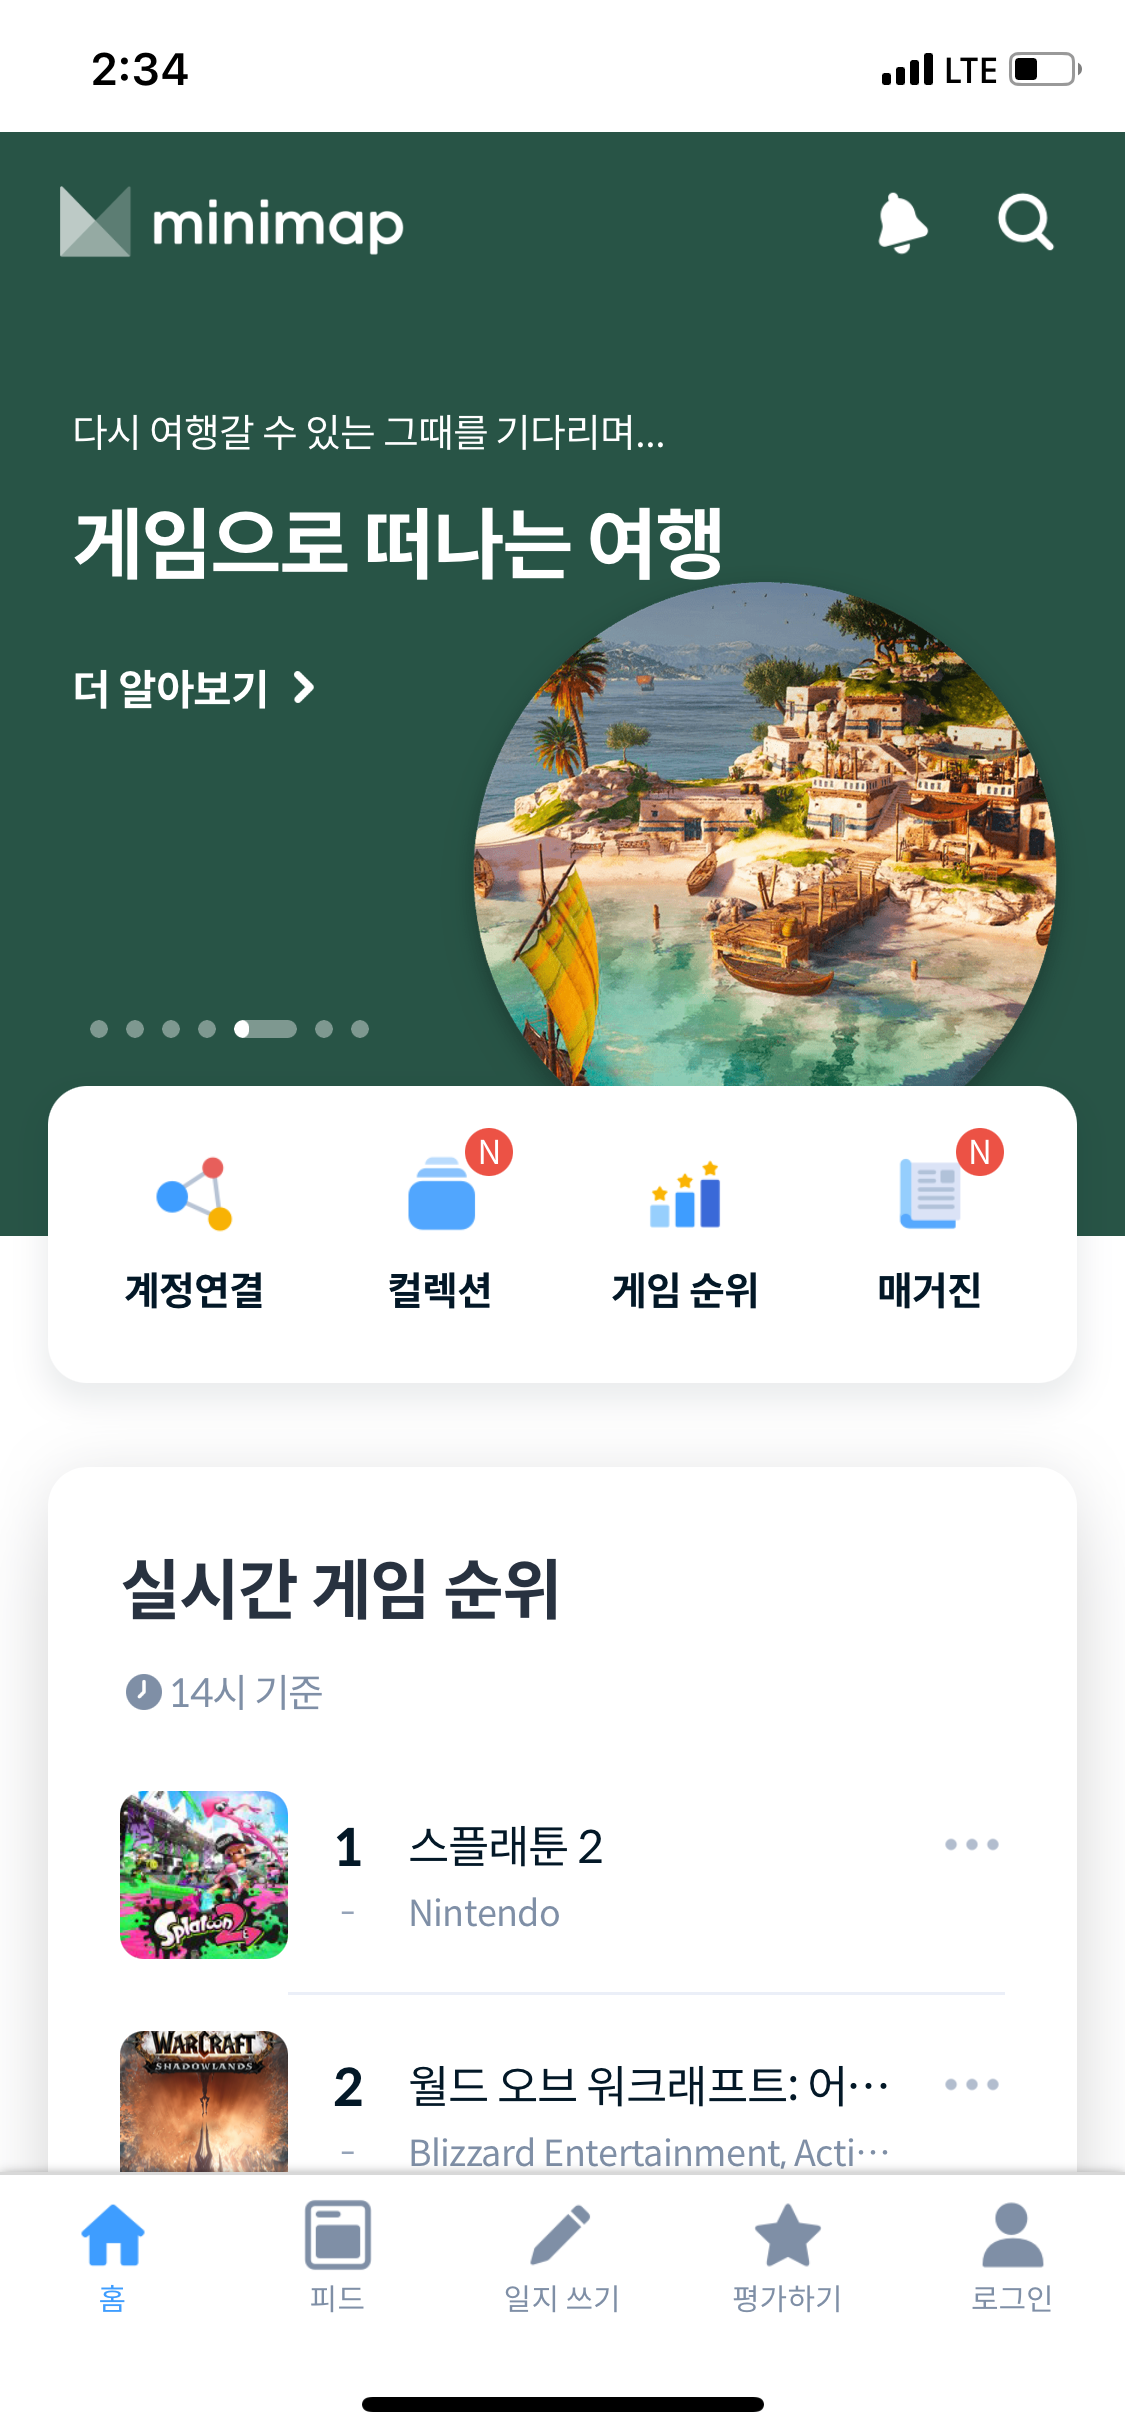 2:34
LTE
minimap
다시 여행갈 수 있는 그때를 기다리며...
게임으로 떠나는 여행
더 알아보기
N
N
계정연결
컬렉션
게임 순위
매거진
실시간 게임 순위
14시 기준
Splatoon 2
1
스플래툰 2
-
Nintendo
WARCRAFT
SHADOWLANDS
2
월드 오브 워크래프트: 어···
-
Blizzard Entertainment, Acti···
홈
피드
일지 쓰기
평가하기
로그인